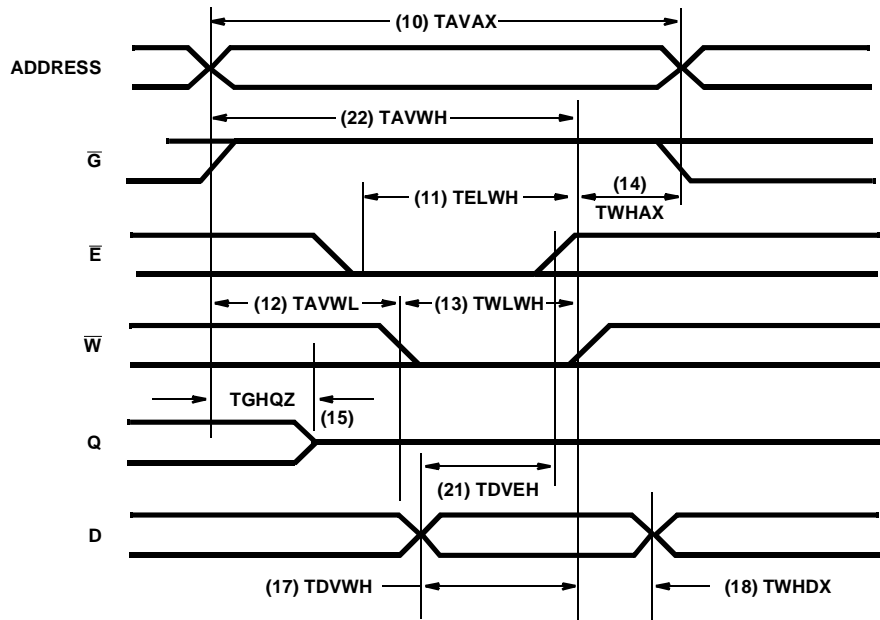 (10) TAVAX
ADDRESS
(22) TAVWH
G̅
(11) TELWH
(14)
TWHAX
E̅
(12) TAVWL
(13) TWLWH
W̅
TGHQZ
(15)
Q
(21) TDVEH
D
(17) TDVWH
(18) TWHDX